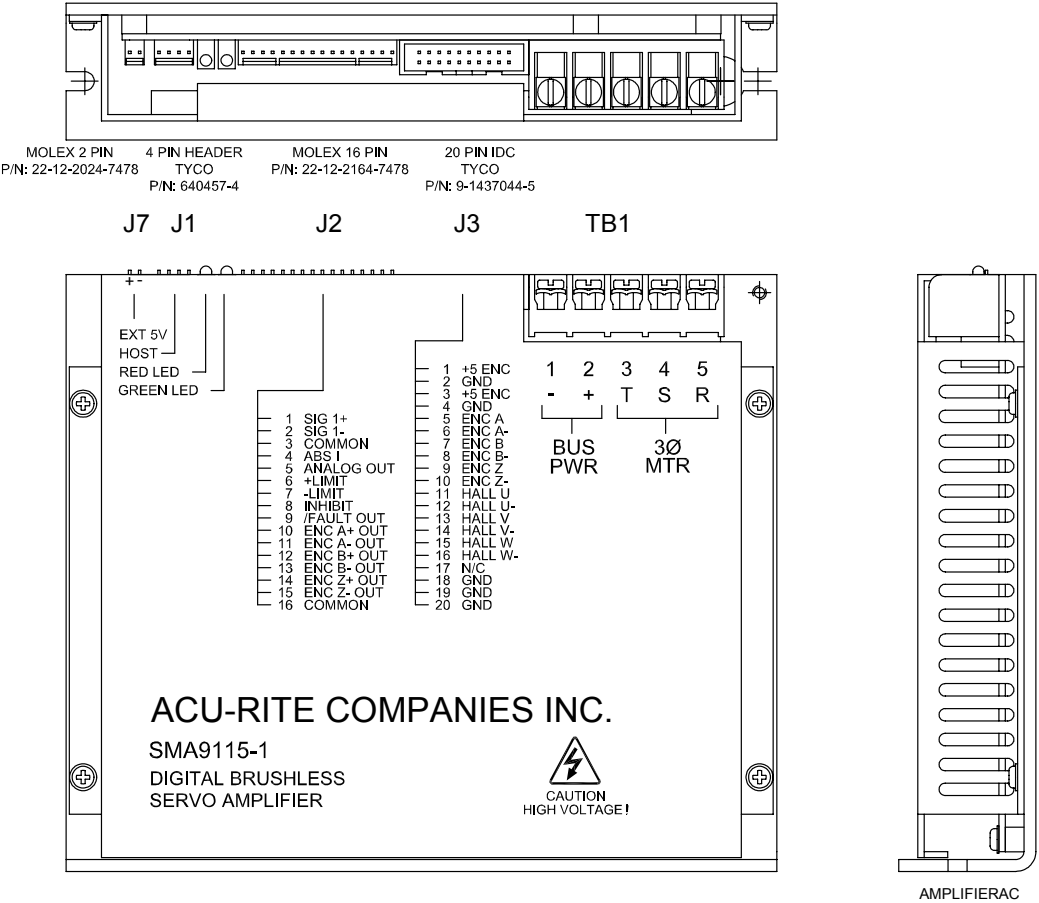 MOLEX 2 PIN
P/N: 22-12-2024-7478
4 PIN HEADER
TYCO
P/N: 640457-4
MOLEX 16 PIN
P/N: 22-12-2164-7478
20 PIN IDC
TYCO
P/N: 9-1437044-5
J7 J1 J2 J3 TB1
+ -
EXT 5V
HOST
RED LED
GREEN LED
1 SIG 1+
2 SIG 1-
3 COMMON
4 ABS I
5 ANALOG OUT
6 +LIMIT
7 -LIMIT
8 INHIBIT
9 /FAULT OUT
10 ENC A+ OUT
11 ENC A- OUT
12 ENC B+ OUT
13 ENC B- OUT
14 ENC Z+ OUT
15 ENC Z- OUT
16 COMMON
1 +5 ENC
2 GND
3 +5 ENC
4 GND
5 ENC A
6 ENC A-
7 ENC B
8 ENC B-
9 ENC Z
10 ENC Z-
11 HALL U
12 HALL U-
13 HALL V
14 HALL V-
15 HALL W
16 HALL W-
17 N/C
18 GND
19 GND
20 GND
1 2 3 4 5
- + T S R
BUS
PWR
3Ø
MTR
ACU-RITE COMPANIES INC.
SMA9115-1
DIGITAL BRUSHLESS
SERVO AMPLIFIER
CAUTION
HIGH VOLTAGE!
AMPLIFIERAC